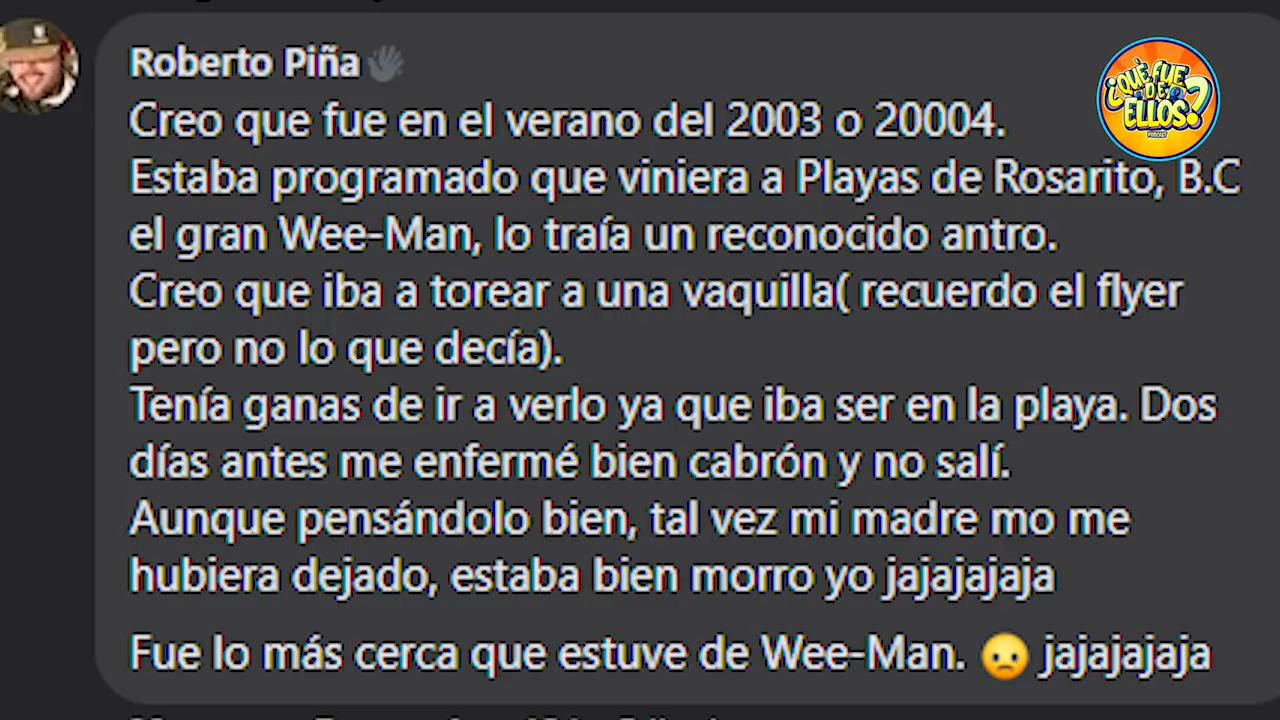 Roberto Piña
¿QUÉ FUE
DE
ELLOS?
PODCAST
Creo que fue en el verano del 2003 o 20004.
Estaba programado que viniera a Playas de Rosarito, B.C
el gran Wee-Man, lo traía un reconocido antro.
Creo que iba a torear a una vaquilla( recuerdo el flyer
pero no lo que decía).
Tenía ganas de ir a verlo ya que iba ser en la playa. Dos
días antes me enfermé bien cabrón y no salí.
Aunque pensándolo bien, tal vez mi madre mo me
hubiera dejado, estaba bien morro yo jajajajaja
Fue lo más cerca que estuve de Wee-Man. 😞 jajajajaja